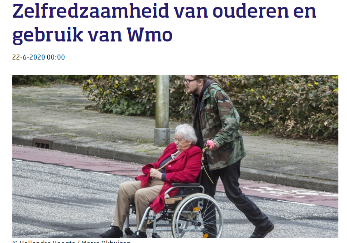 Zelfredzaamheid van ouderen en
gebruik van Wmo
22-6-2020 00:00